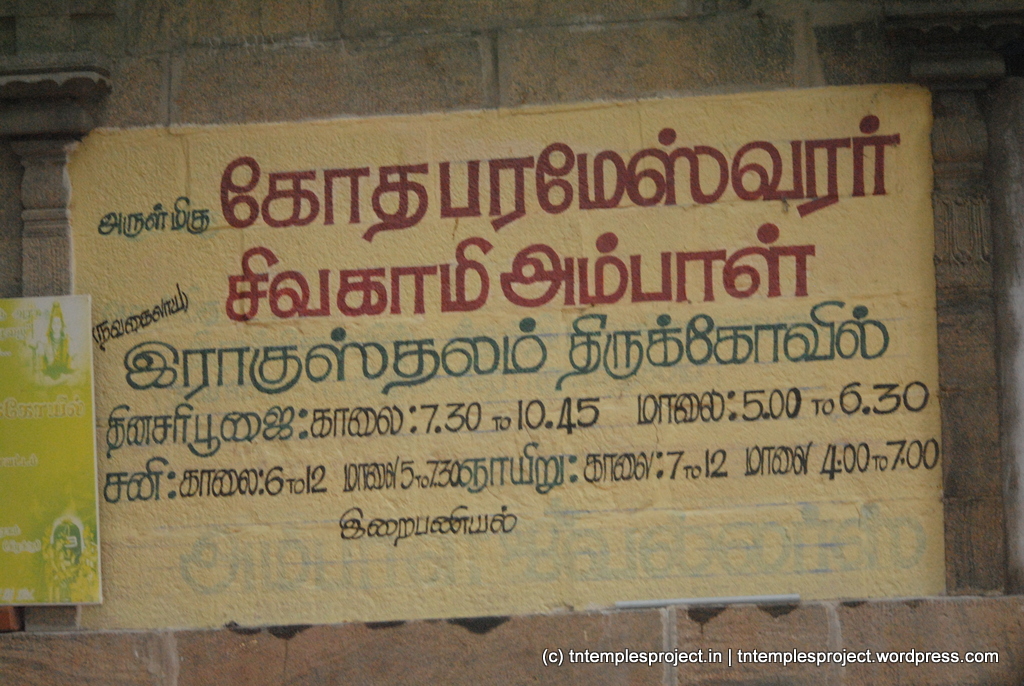 அருள்மிகு கோதபரமேஸ்வரர்
சிவகாமி அம்பாள்
(நவகைலாய)
இராகுஸ்தலம் திருக்கோவில்
தினசரிபூஜை:காலை:7.30 TO 10.45 மாலை:5.00 TO 6.30
சனி:காலை:6 TO 12 மாலை 5 TO 7.30 ஞாயிறு: காலை:7 TO 12 மாலை 4:00 TO 7:00
இறைபணியில்
(c) tntemplesproject.in | tntemplesproject.wordpress.com